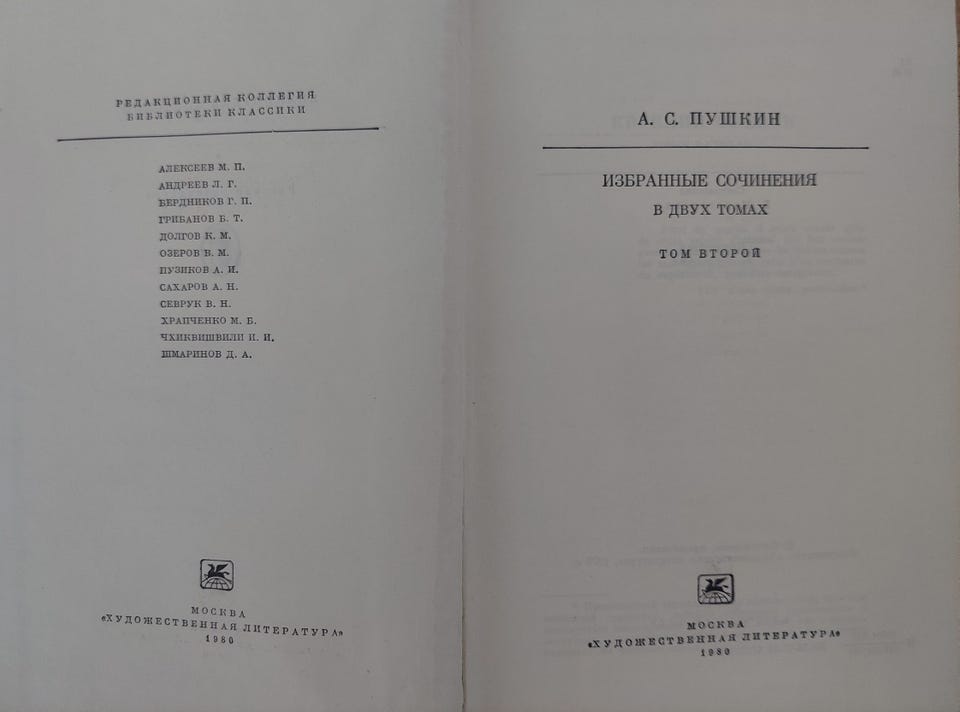 РЕДАКЦИОННАЯ КОЛЛЕГИЯ
БИБЛИОТЕКИ КЛАССИКИ
АЛЕКСЕЕВ М. П.
АНДРЕЕВ Л. Г.
БЕРДНИКОВ Г. П.
ГРИБАНОВ Б. Т.
ДОЛГОВ К. М.
ОЗЕРОВ В. М.
ПУЗИКОВ А. И.
САХАРОВ А. Н.
СЕВРУК В. Н.
ХРАПЧЕНКО М. Б.
ЧХИКВИШВИЛИ И. И.
ШМАРИНОВ Д. А.
МОСКВА
«ХУДОЖЕСТВЕННАЯ ЛИТЕРАТУРА»
1980
А. С. ПУШКИН
ИЗБРАННЫЕ СОЧИНЕНИЯ
В ДВУХ ТОМАХ
ТОМ ВТОРОЙ
МОСКВА
«ХУДОЖЕСТВЕННАЯ ЛИТЕРАТУРА»
1980